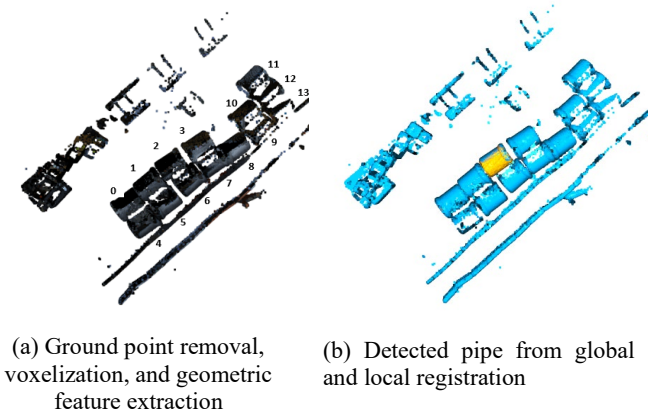 11
12
13
10
3
9
2
8
1
7
0
6
5
4
(a) Ground point removal,
voxelization, and geometric
feature extraction
(b) Detected pipe from global
and local registration